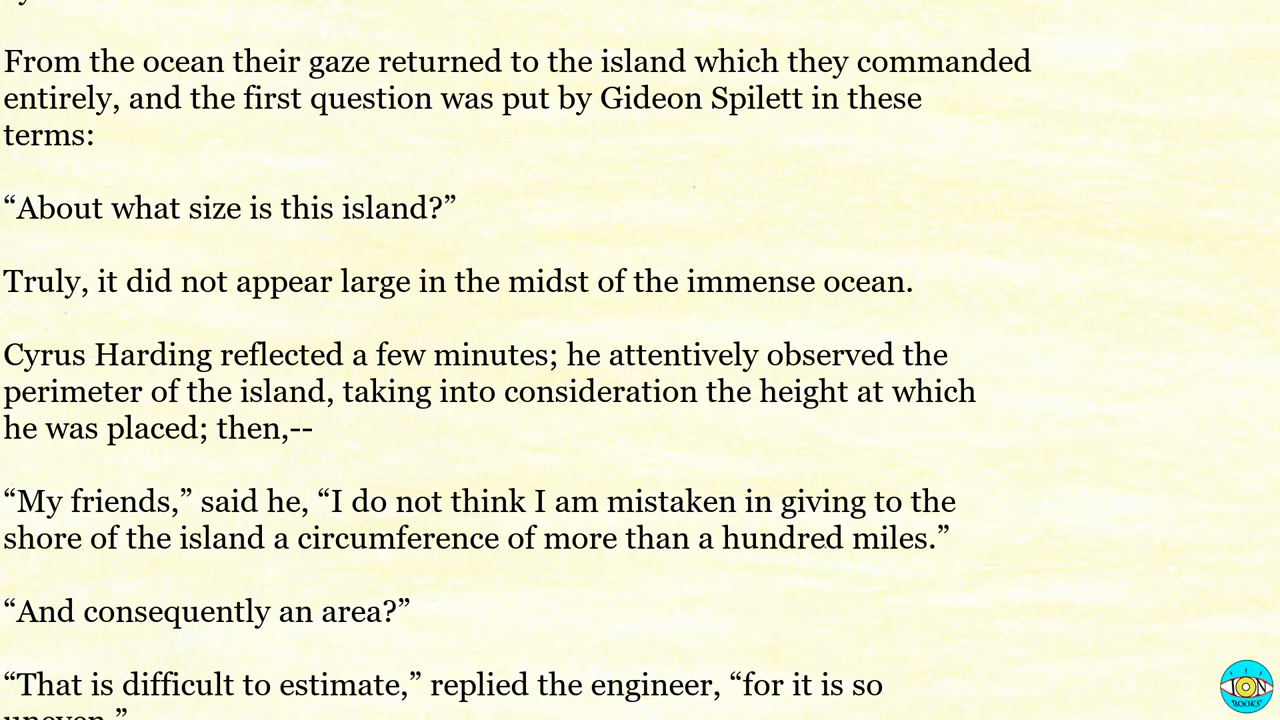 From the ocean their gaze returned to the island which they commanded
entirely, and the first question was put by Gideon Spilett in these
terms:
“About what size is this island?”
Truly, it did not appear large in the midst of the immense ocean.
Cyrus Harding reflected a few minutes; he attentively observed the
perimeter of the island, taking into consideration the height at which
he was placed; then,--
“My friends,” said he, “I do not think I am mistaken in giving to the
shore of the island a circumference of more than a hundred miles.”
“And consequently an area?”
“That is difficult to estimate,” replied the engineer, “for it is so
uneven.”
ION
BOOKS